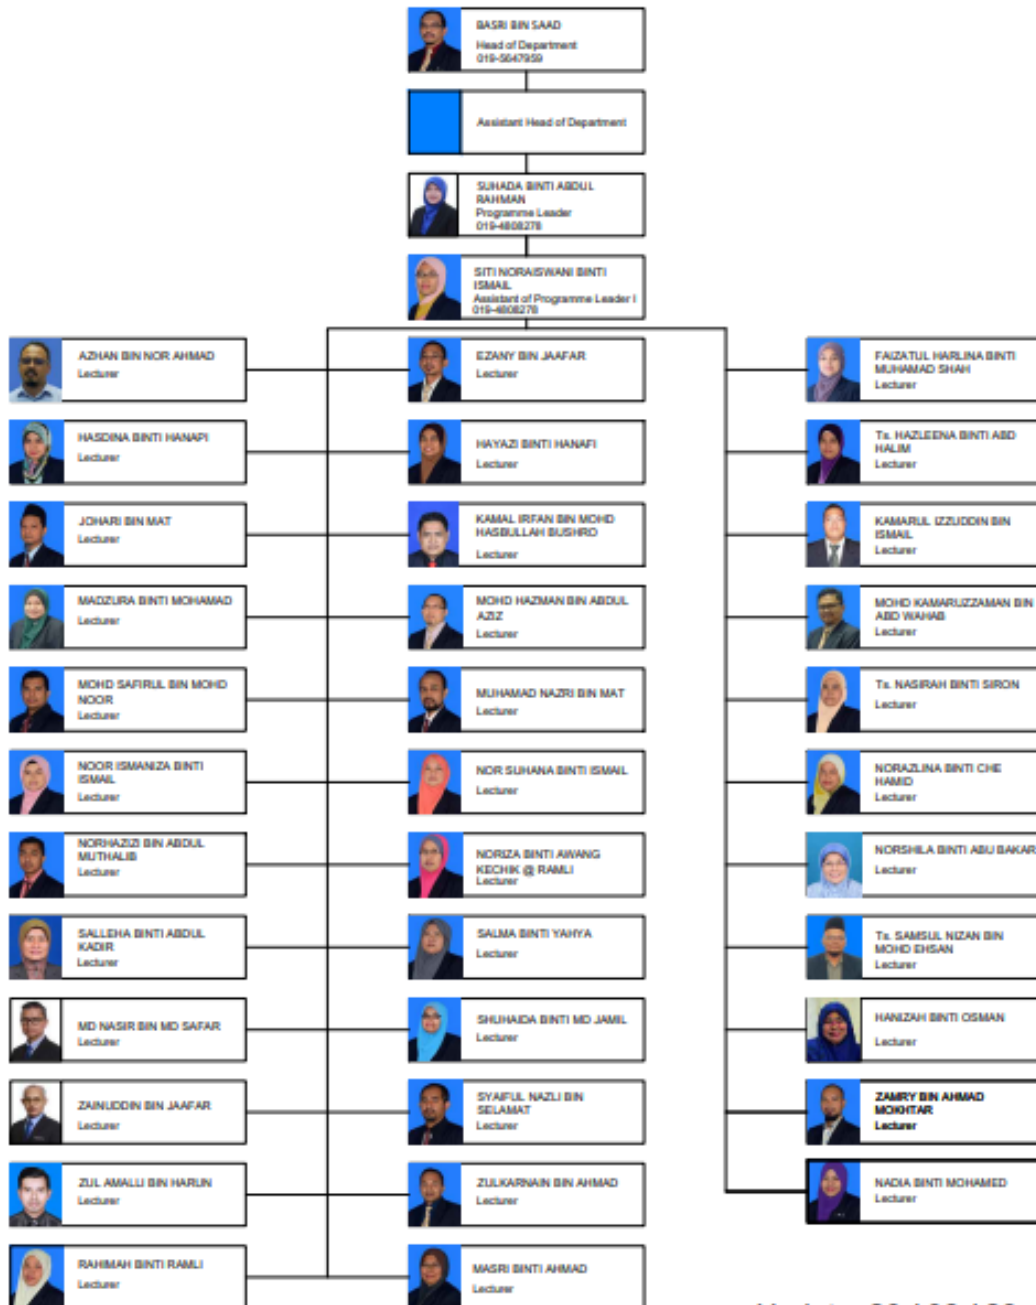 BASRI BIN SAAD
Head of Department
019-5647959
Assistant Head of Department
SUHADA BINTI ABDUL
RAHMAN
Programme Leader
019-4808278
SITI NORAISWANI BINTI
ISMAIL
Assistant of Programme Leader I
019-4808278
AZHAN BIN NOR AHMAD
Lecturer
EZANY BIN JAAFAR
Lecturer
FAIZATUL HARLINA BINTI
MUHAMAD SHAH
Lecturer
HASDINA BINTI HANAPI
Lecturer
HAYAZI BINTI HANAFI
Lecturer
Ts. HAZLEENA BINTI ABD
HALIM
Lecturer
JOHARI BIN MAT
Lecturer
KAMAL IRFAN BIN MOHD
HASBULLAH BUSHRO
Lecturer
KAMARUL IZZUDDIN BIN
ISMAIL
Lecturer
MADZURA BINTI MOHAMAD
Lecturer
MOHD HAZMAN BIN ABDUL
AZIZ
Lecturer
MOHD KAMARUZZAMAN BIN
ABD WAHAB
Lecturer
MOHD SAFIRUL BIN MOHD
NOOR
Lecturer
MUHAMAD NAZRI BIN MAT
Lecturer
Ts. NASIRAH BINTI SIRON
Lecturer
NOOR ISMANIZA BINTI
ISMAIL
Lecturer
NOR SUHANA BINTI ISMAIL
Lecturer
NORAZLINA BINTI CHE
HAMID
Lecturer
NORHAZIZI BIN ABDUL
MUTHALIB
Lecturer
NORIZA BINTI AWANG
KECHIK @ RAMLI
Lecturer
NORSHILA BINTI ABU BAKAR
Lecturer
SALLEHA BINTI ABDUL
KADIR
Lecturer
SALMA BINTI YAHYA
Lecturer
Ts. SAMSUL NIZAN BIN
MOHD EHSAN
Lecturer
MD NASIR BIN MD SAFAR
Lecturer
SHUHAIDA BINTI MD JAMIL
Lecturer
HANIZAH BINTI OSMAN
Lecturer
ZAINUDDIN BIN JAAFAR
Lecturer
SYAIFUL NAZLI BIN
SELAMAT
Lecturer
ZAMRY BIN AHMAD
MOKHTAR
Lecturer
ZUL AMALLI BIN HARUN
Lecturer
ZULKARNAIN BIN AHMAD
Lecturer
NADIA BINTI MOHAMED
Lecturer
RAHIMAH BINTI RAMLI
Lecturer
MASRI BINTI AHMAD
Lecturer